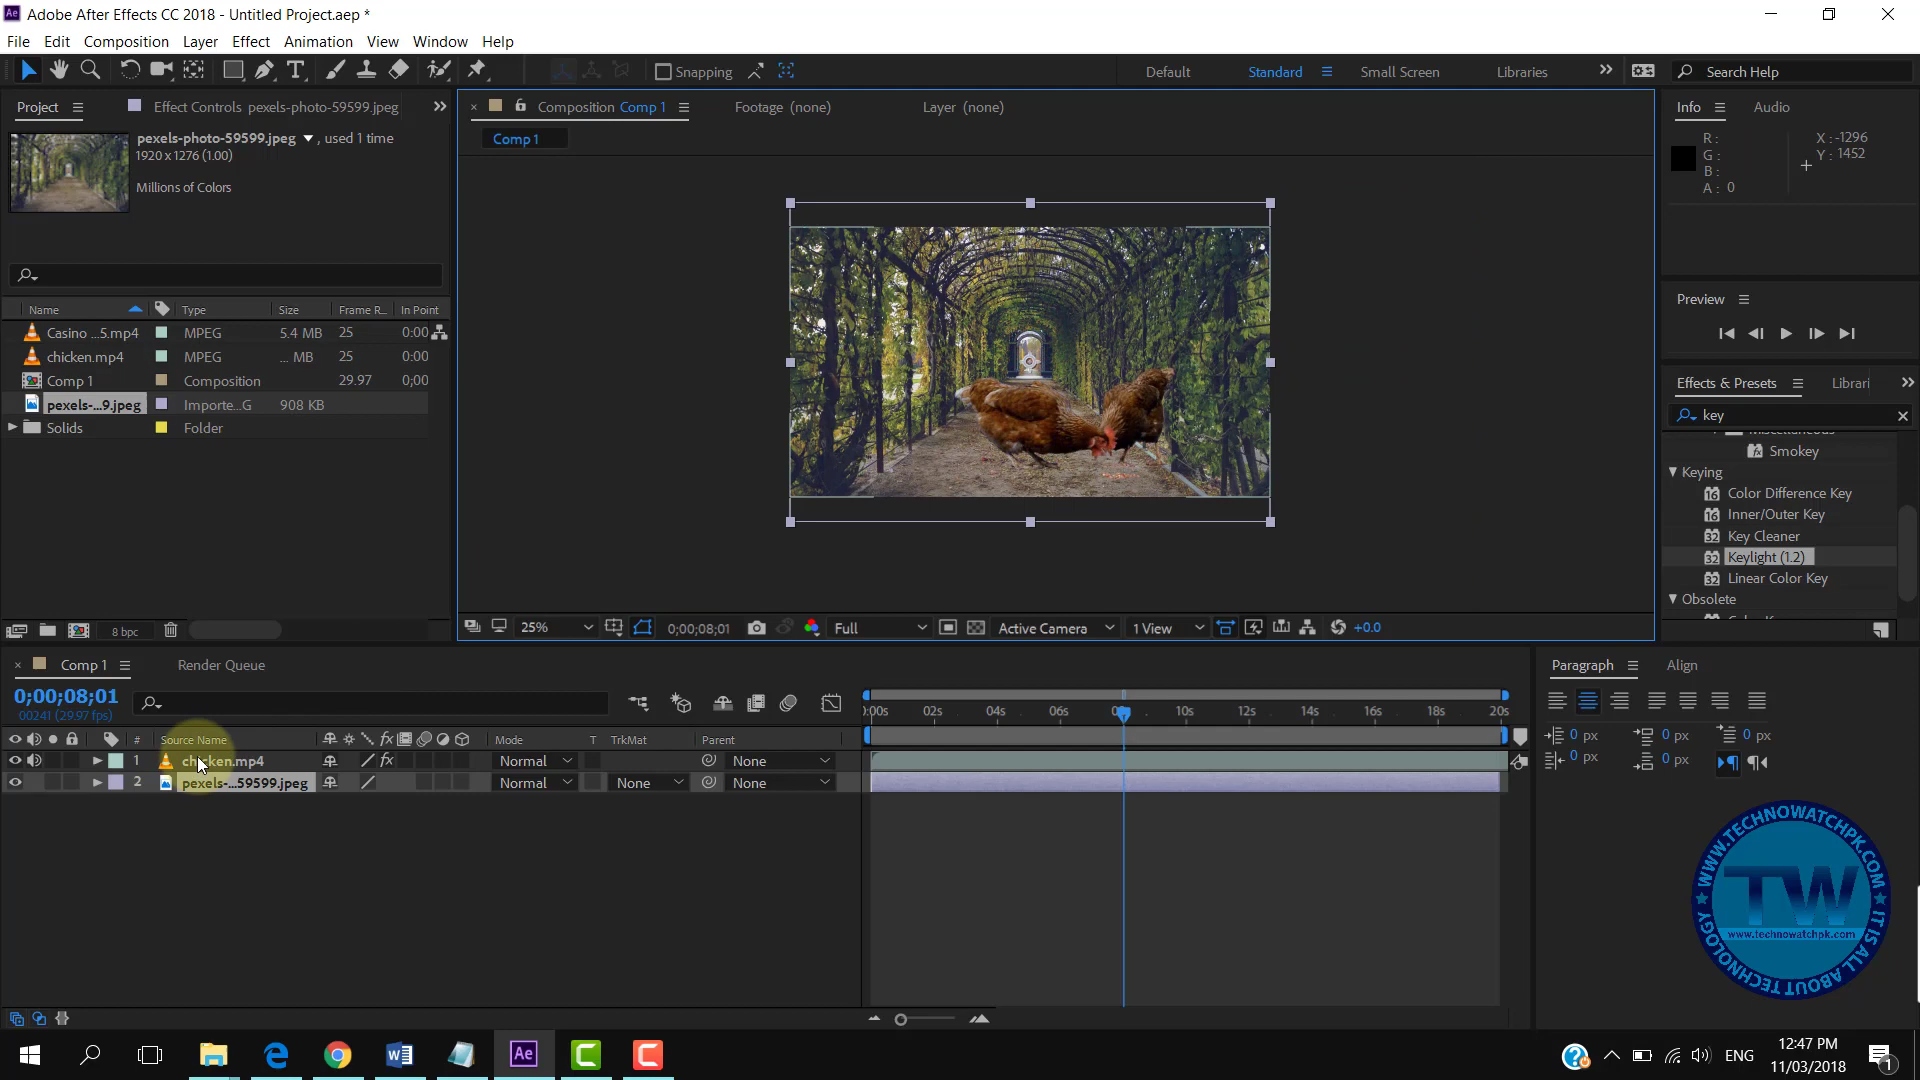 Adobe After Effects CC 2018 - Untitled Project.aep *
File Edit Composition Layer Effect Animation View Window Help
Snapping
Default Standard Small Screen Libraries Search Help
Project Effect Controls pexels-photo-59599.jpeg
pexels-photo-59599.jpeg , used 1 time
1920 x 1276 (1.00)
Millions of Colors
Name Type Size Frame R... In Point
Casino ...5.mp4 MPEG 5.4 MB 25 0:00
chicken.mp4 MPEG ... MB 25 0:00
Comp 1 Composition 29.97 0;00
pexels-...9.jpeg Importe...G 908 KB
Solids Folder
8 bpc
Composition Comp 1 Footage (none) Layer (none)
Comp 1
25% 0;00;08;01 Full Active Camera 1 View +0.0
Info Audio
R : X : -1296
G : Y : 1452
B :
A : 0
Preview
Effects & Presets Librari
key
Smokey
Keying
16 Color Difference Key
16 Inner/Outer Key
32 Key Cleaner
32 Keylight (1.2)
32 Linear Color Key
Obsolete
Comp 1 Render Queue
0;00;08;01
00241 (29.97 fps)
:00s 02s 04s 06s 10s 12s 14s 16s 18s 20s
# Source Name fx Mode T TrkMat Parent
1 chicken.mp4 fx Normal None
2 pexels-...59599.jpeg Normal None None
Paragraph Align
0 px 0 px 0 px
0 px 0 px
WWW.TECHNOWATCHPK.COM
TW
www.technowatchpk.com
IT IS ALL ABOUT TECHNOLOGY
Ae
ENG
12:47 PM
11/03/2018
1